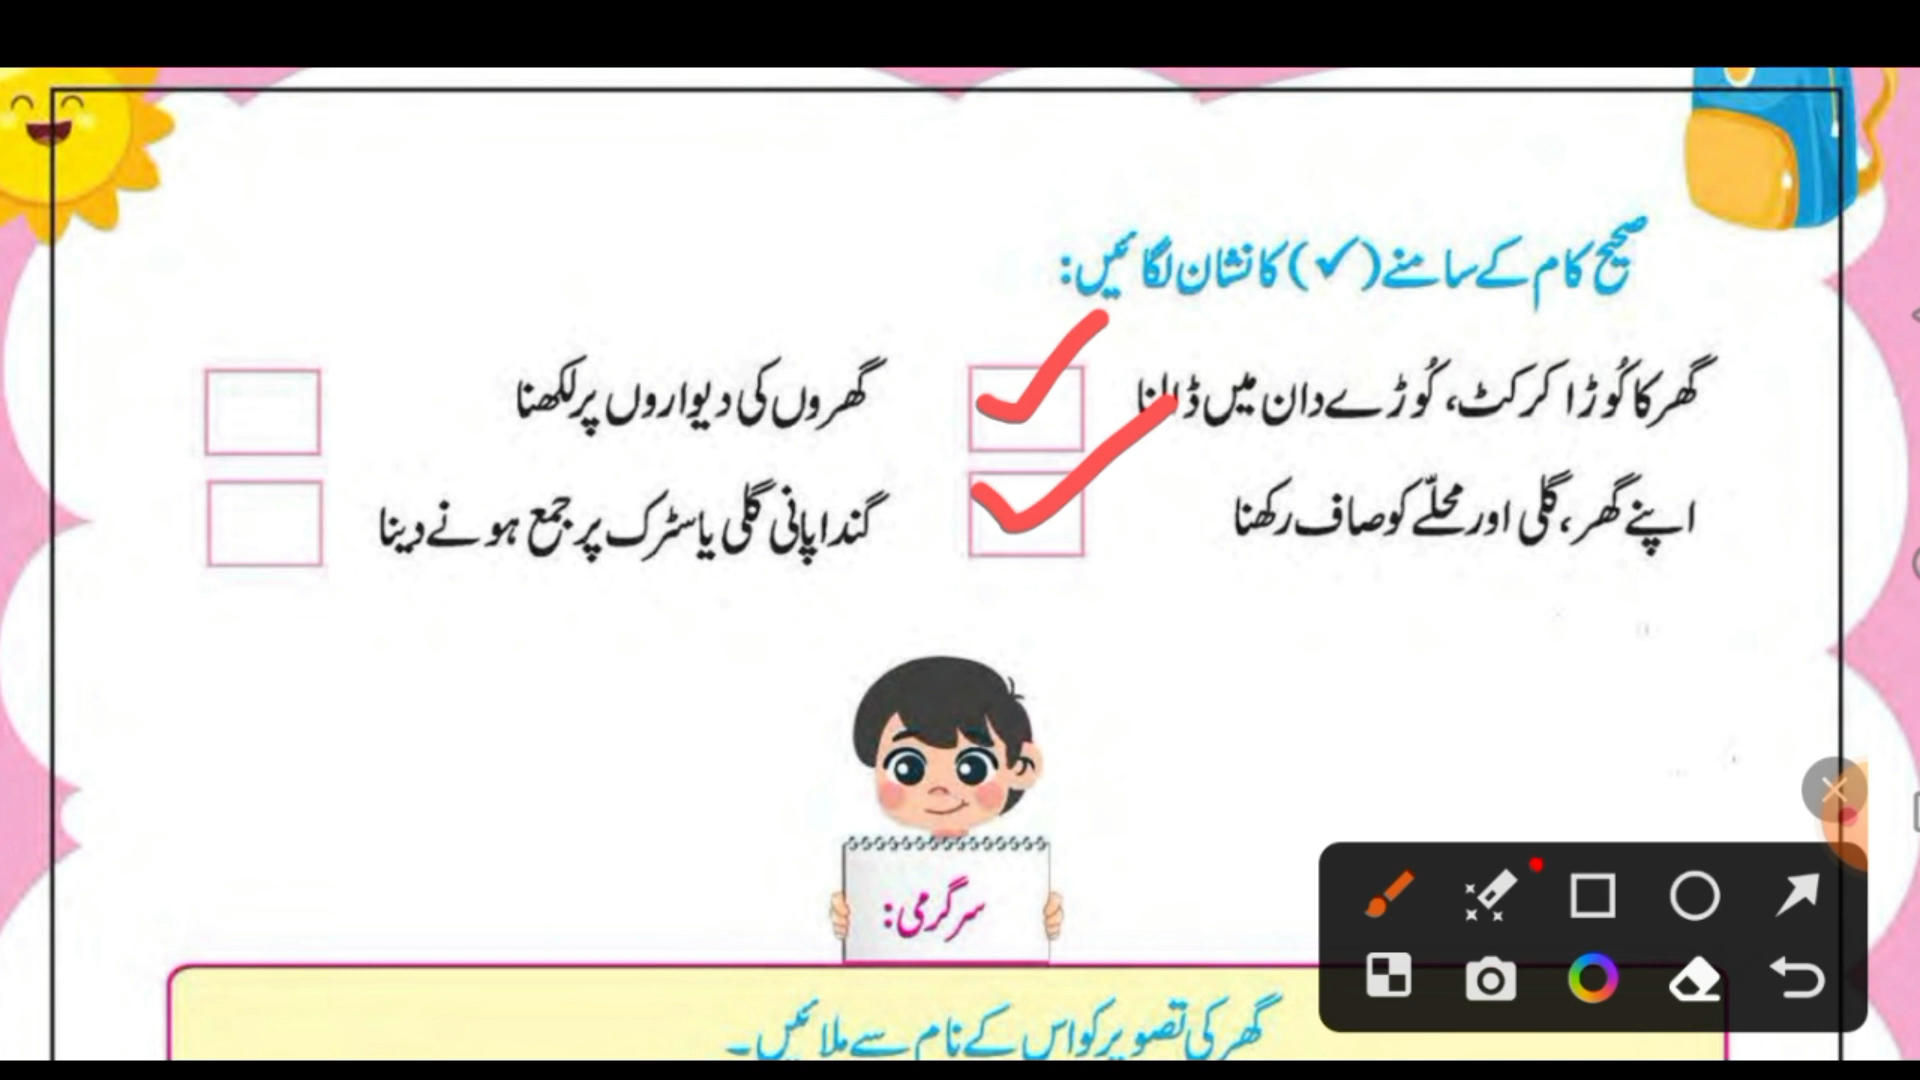 صحیح کام کے سامنے (✓) کا نشان لگائیں:
گھر کا کُوڑا کرکٹ، کُوڑے دان میں ڈالنا
گھروں کی دیواروں پر لکھنا
اپنے گھر، گلی اور محلّے کو صاف رکھنا
گندا پانی گلی یا سڑک پر جمع ہونے دینا
سرگرمی:
گھر کی تصویر کو اس کے نام سے ملائیں۔